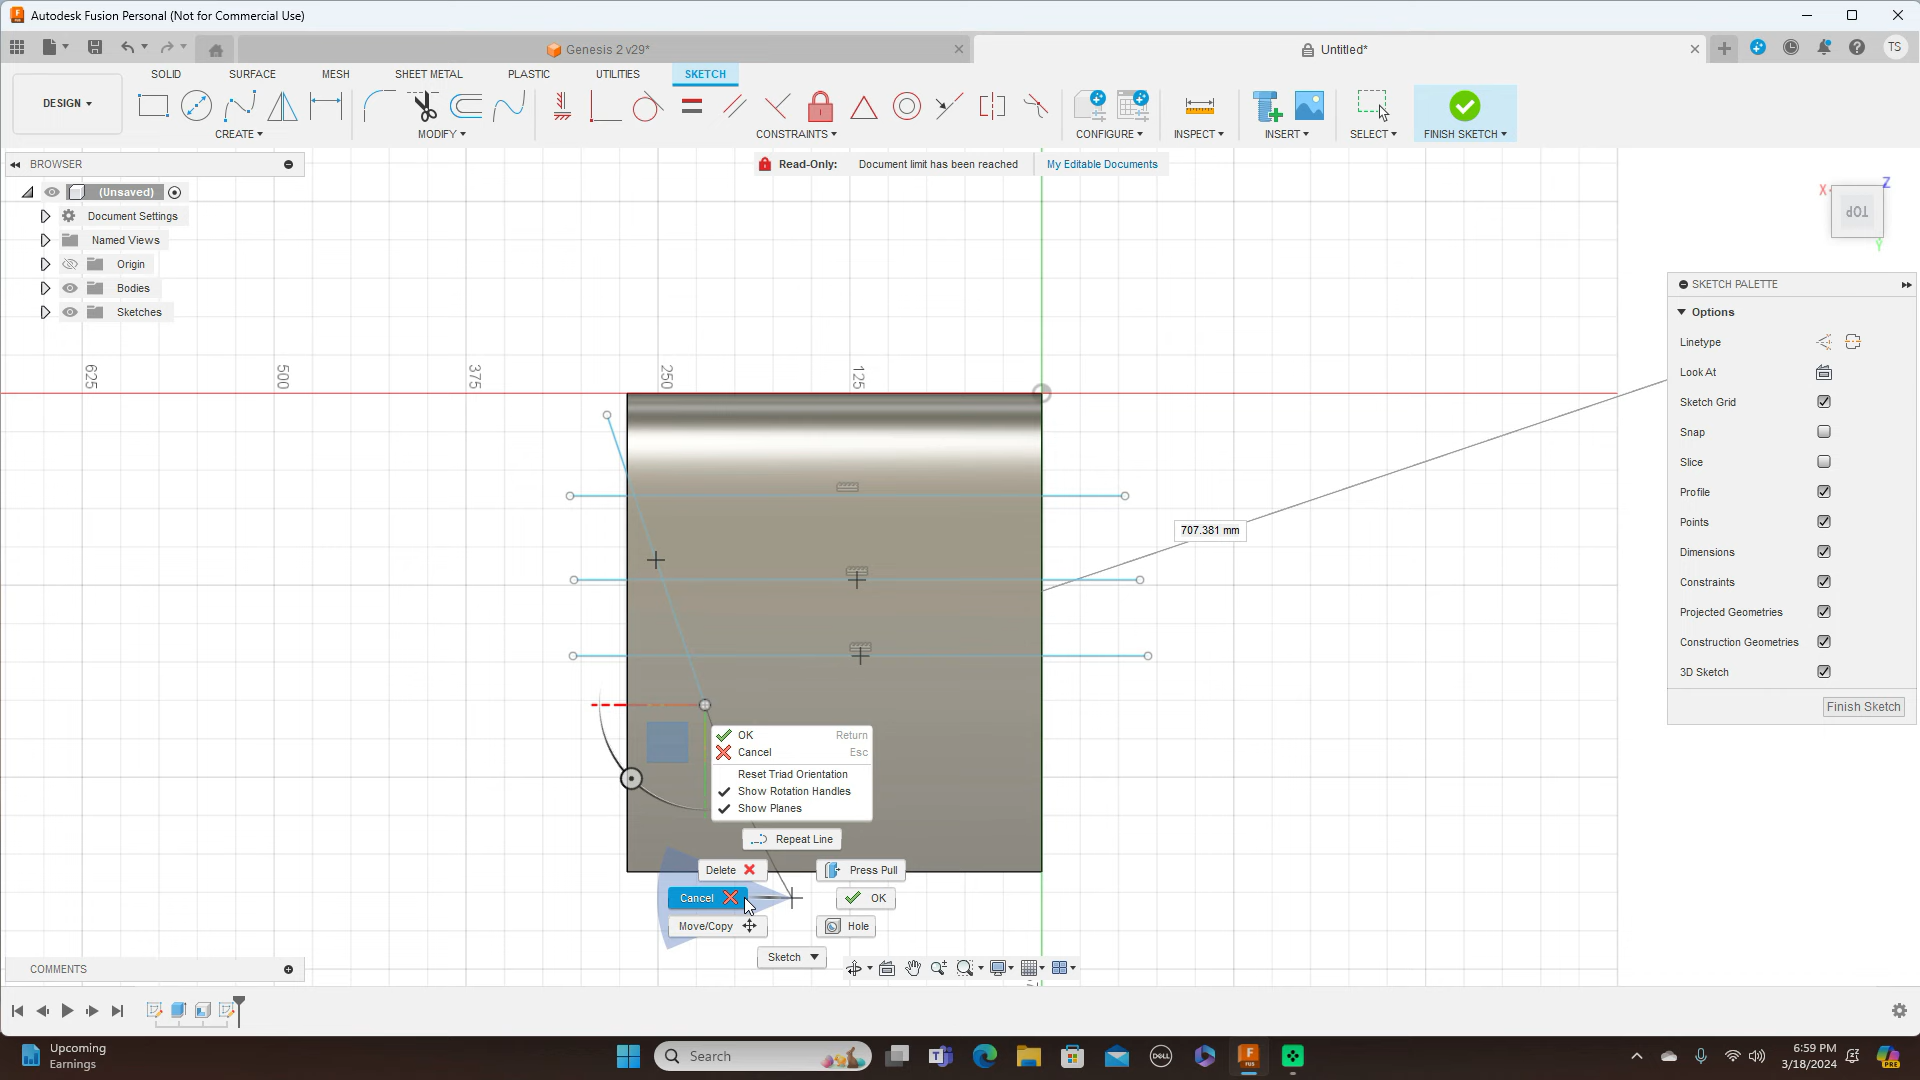 Autodesk Fusion Personal (Not for Commercial Use)
Genesis 2 v29*
Untitled*
TS
DESIGN
SOLID
SURFACE
MESH
SHEET METAL
PLASTIC
UTILITIES
SKETCH
CREATE
MODIFY
CONSTRAINTS
CONFIGURE
INSPECT
INSERT
SELECT
FINISH SKETCH
BROWSER
Read-Only:
Document limit has been reached
My Editable Documents
(Unsaved)
Document Settings
Named Views
Origin
Bodies
Sketches
X
Z
TOP
Y
SKETCH PALETTE
Options
Linetype
Look At
Sketch Grid
Snap
Slice
Profile
Points
Dimensions
Constraints
Projected Geometries
Construction Geometries
3D Sketch
Finish Sketch
625
500
375
250
125
707.381 mm
OK
Return
Cancel
Esc
Reset Triad Orientation
Show Rotation Handles
Show Planes
Repeat Line
Delete
Press Pull
Cancel
OK
Move/Copy
Hole
Sketch
COMMENTS
Upcoming
Earnings
Search
DELL
FUS
6:59 PM
3/18/2024
PRE